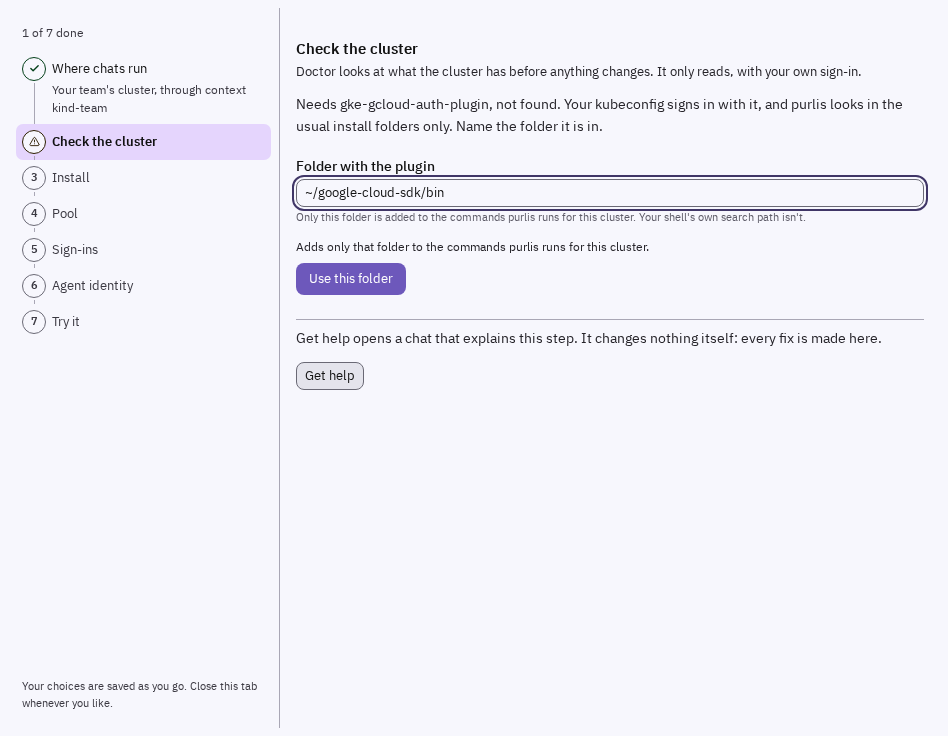 1 of 7 done
Where chats run
Your team's cluster, through context
kind-team
Check the cluster
3 Install
4 Pool
5 Sign-ins
6 Agent identity
7 Try it
Your choices are saved as you go. Close this tab
whenever you like.
Check the cluster
Doctor looks at what the cluster has before anything changes. It only reads, with your own sign-in.
Needs gke-gcloud-auth-plugin, not found. Your kubeconfig signs in with it, and purlis looks in the
usual install folders only. Name the folder it is in.
Folder with the plugin
~/google-cloud-sdk/bin
Only this folder is added to the commands purlis runs for this cluster. Your shell's own search path isn't.
Adds only that folder to the commands purlis runs for this cluster.
Use this folder
Get help opens a chat that explains this step. It changes nothing itself: every fix is made here.
Get help